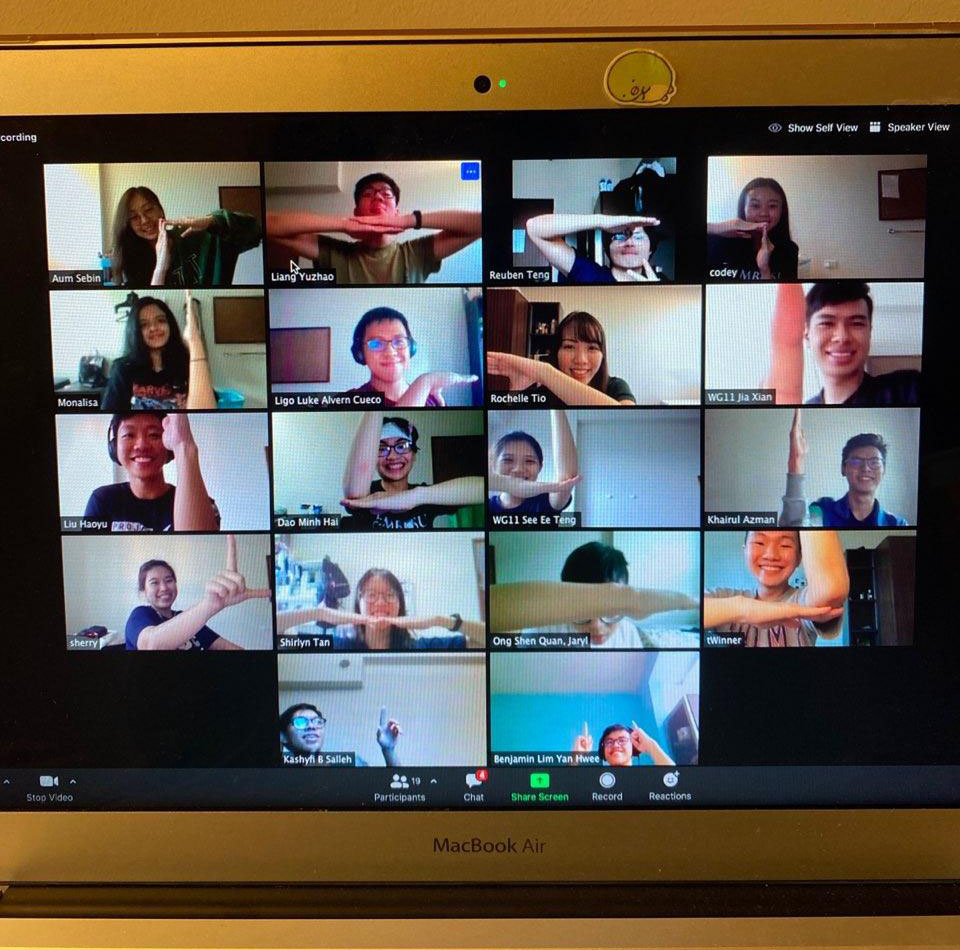 cording
Show Self View
Speaker View
Aum Sebin
Liang Yuzhao
Reuben Teng
codey
Monalisa
MARVEL
Ligo Luke Alvern Cueco
Rochelle Tio
WG11 Jia Xian
Liu Haoyu
Dao Minh Hai
WG11 See Ee Teng
Khairul Azman
sherry
Shirlyn Tan
Ong Shen Quan, Jaryl
tWinner
Kashyfi B Salleh
Benjamin Lim Yan Hwee
Stop Video
Participants
19
Chat
4
Share Screen
Record
Reactions
MacBook Air